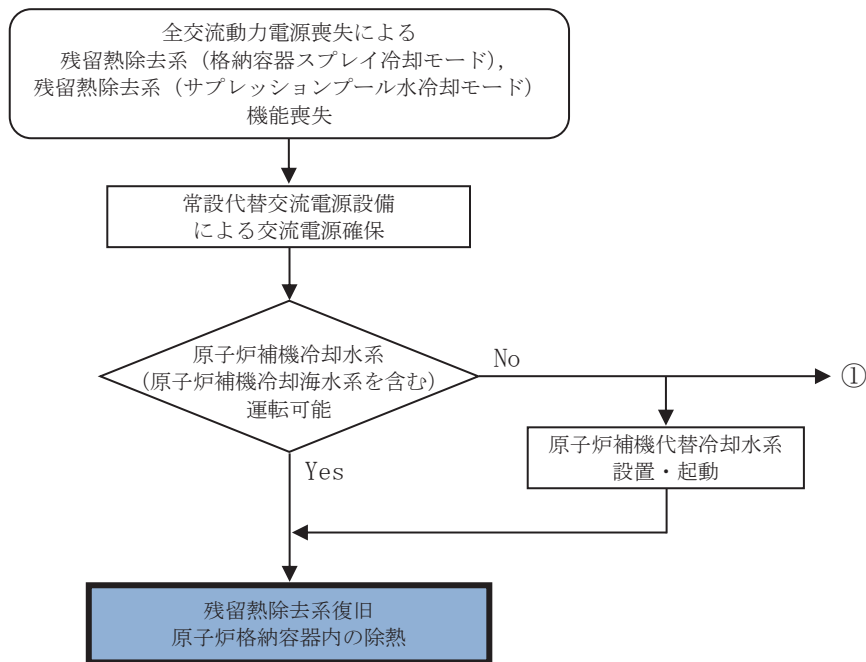 全交流動力電源喪失による
残留熱除去系（格納容器スプレイ冷却モード），
残留熱除去系（サプレッションプール水冷却モード）
機能喪失
常設代替交流電源設備
による交流電源確保
原子炉補機冷却水系
（原子炉補機冷却海水系を含む）
運転可能
No
①
原子炉補機代替冷却水系
設置・起動
Yes
残留熱除去系復旧
原子炉格納容器内の除熱